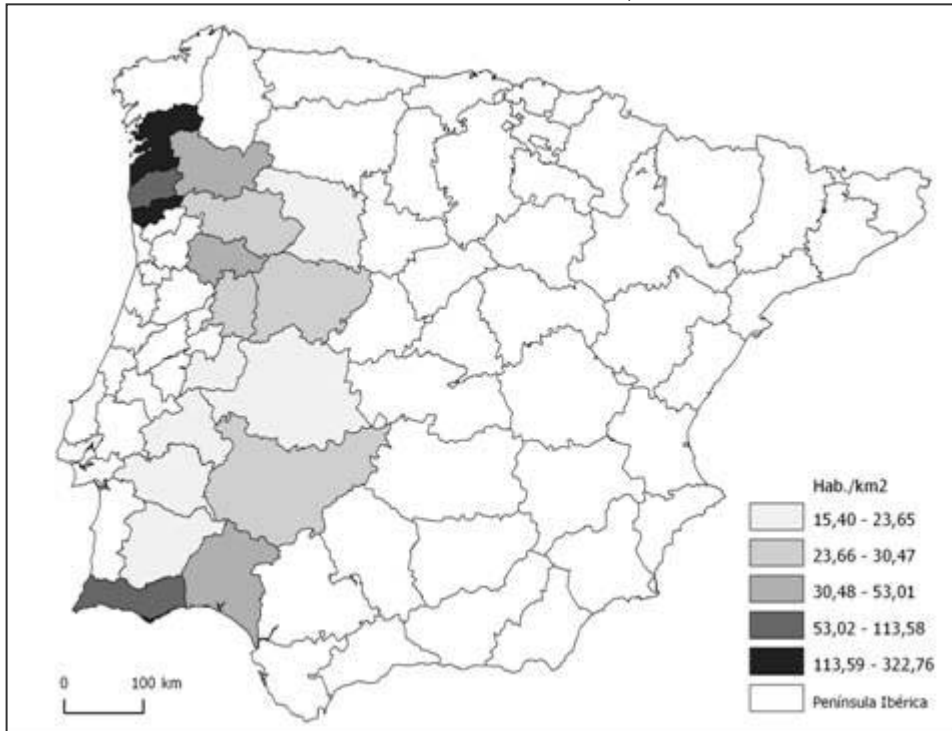 Hab./km2
15,40 - 23,65
23,66 - 30,47
30,48 - 53,01
53,02 - 113,58
113,59 - 322,76
Península Ibérica
0 100 km